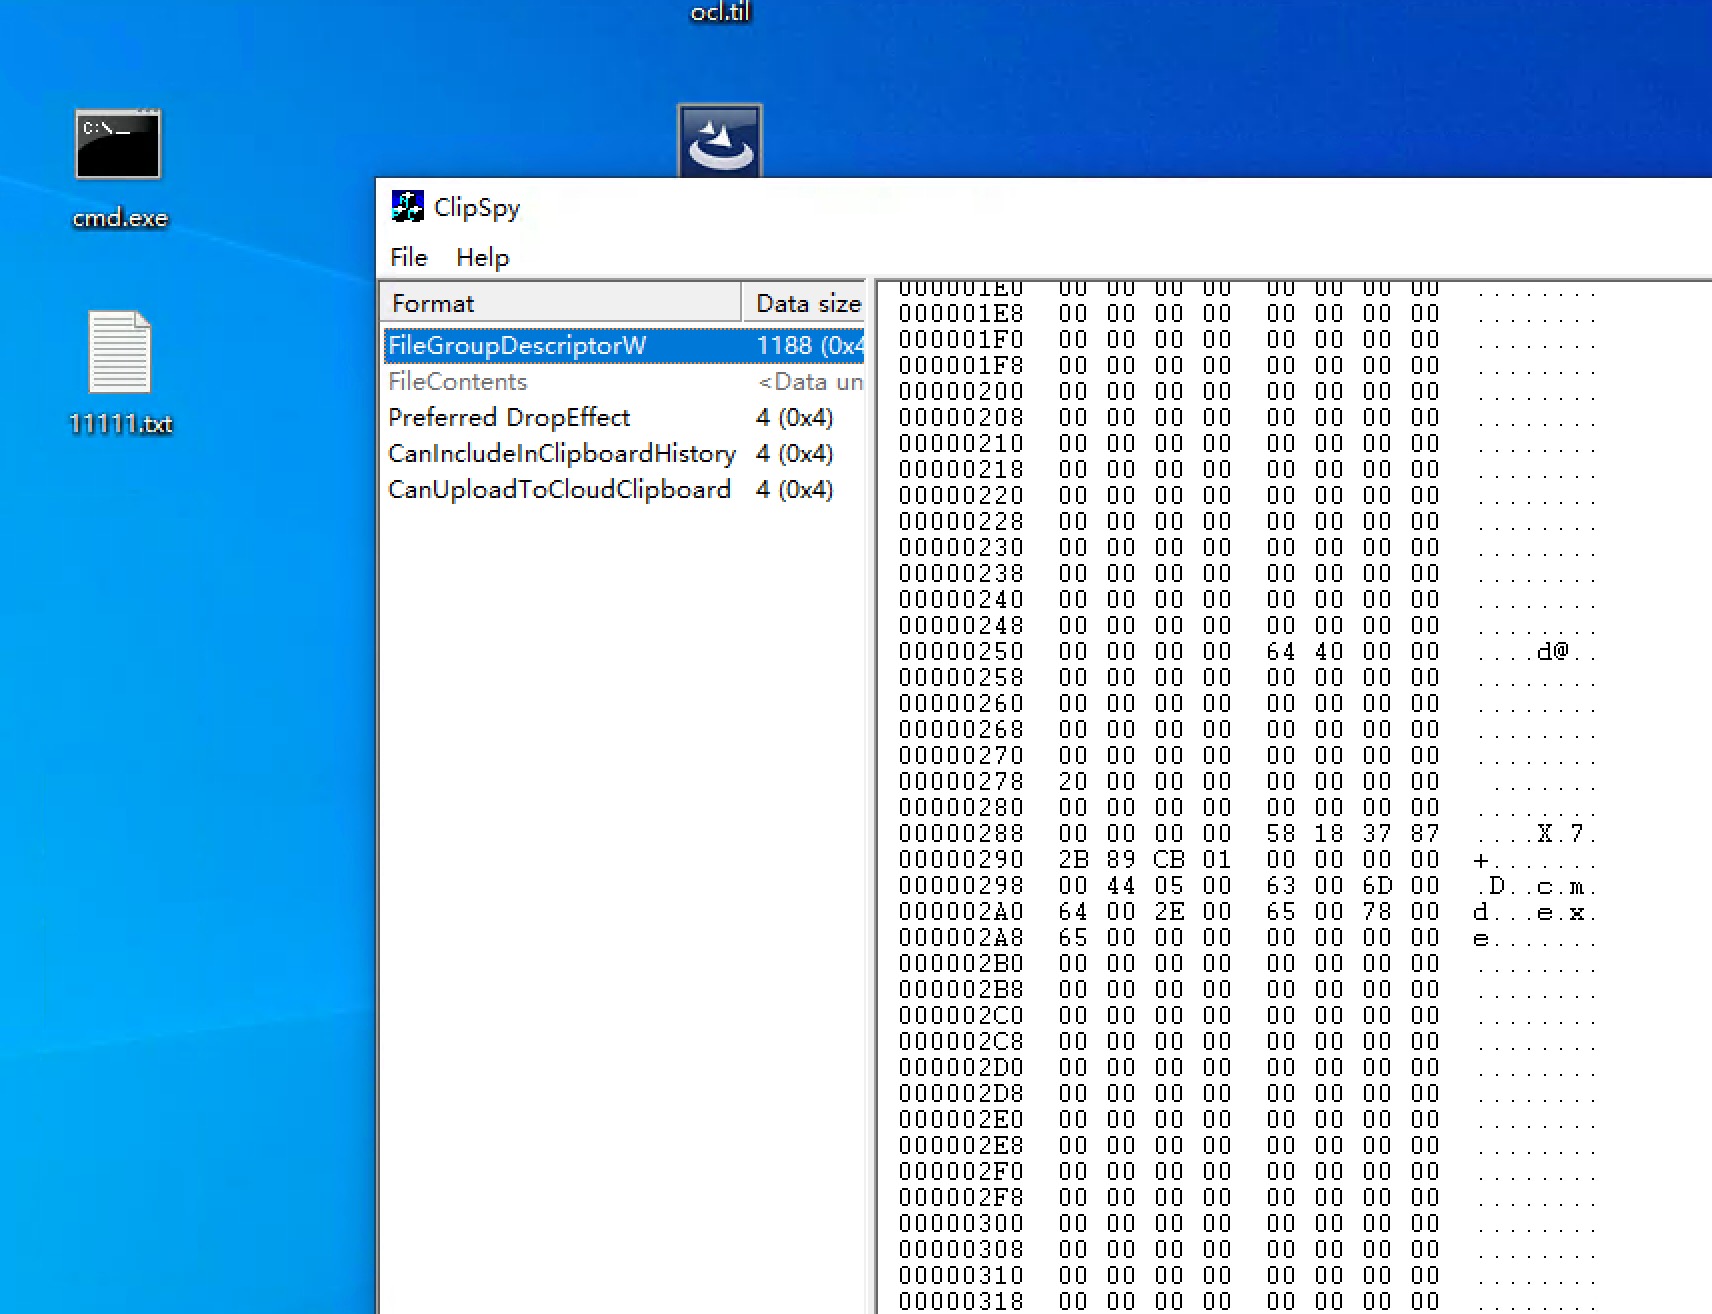 ocl.til
C:\_
cmd.exe
11111.txt
ClipSpy
File Help
Format Data size
FileGroupDescriptorW 1188 (0x4
FileContents <Data un
Preferred DropEffect 4 (0x4)
CanIncludeInClipboardHistory 4 (0x4)
CanUploadToCloudClipboard 4 (0x4)
000001E0 00 00 00 00 00 00 00 00 ........
000001E8 00 00 00 00 00 00 00 00 ........
000001F0 00 00 00 00 00 00 00 00 ........
000001F8 00 00 00 00 00 00 00 00 ........
00000200 00 00 00 00 00 00 00 00 ........
00000208 00 00 00 00 00 00 00 00 ........
00000210 00 00 00 00 00 00 00 00 ........
00000218 00 00 00 00 00 00 00 00 ........
00000220 00 00 00 00 00 00 00 00 ........
00000228 00 00 00 00 00 00 00 00 ........
00000230 00 00 00 00 00 00 00 00 ........
00000238 00 00 00 00 00 00 00 00 ........
00000240 00 00 00 00 00 00 00 00 ........
00000248 00 00 00 00 00 00 00 00 ........
00000250 00 00 00 00 64 40 00 00 ....d@..
00000258 00 00 00 00 00 00 00 00 ........
00000260 00 00 00 00 00 00 00 00 ........
00000268 00 00 00 00 00 00 00 00 ........
00000270 00 00 00 00 00 00 00 00 ........
00000278 20 00 00 00 00 00 00 00 .......
00000280 00 00 00 00 00 00 00 00 ........
00000288 00 00 00 00 58 18 37 87 ....X.7.
00000290 2B 89 CB 01 00 00 00 00 +.......
00000298 00 44 05 00 63 00 6D 00 .D..c.m.
000002A0 64 00 2E 00 65 00 78 00 d...e.x.
000002A8 65 00 00 00 00 00 00 00 e.......
000002B0 00 00 00 00 00 00 00 00 ........
000002B8 00 00 00 00 00 00 00 00 ........
000002C0 00 00 00 00 00 00 00 00 ........
000002C8 00 00 00 00 00 00 00 00 ........
000002D0 00 00 00 00 00 00 00 00 ........
000002D8 00 00 00 00 00 00 00 00 ........
000002E0 00 00 00 00 00 00 00 00 ........
000002E8 00 00 00 00 00 00 00 00 ........
000002F0 00 00 00 00 00 00 00 00 ........
000002F8 00 00 00 00 00 00 00 00 ........
00000300 00 00 00 00 00 00 00 00 ........
00000308 00 00 00 00 00 00 00 00 ........
00000310 00 00 00 00 00 00 00 00 ........
00000318 00 00 00 00 00 00 00 00 ........